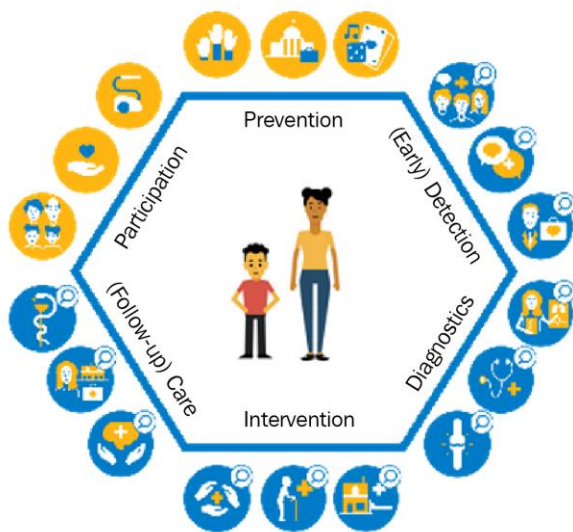 Prevention
(Early) Detection
Diagnostics
Intervention
(Follow-up) Care
Participation